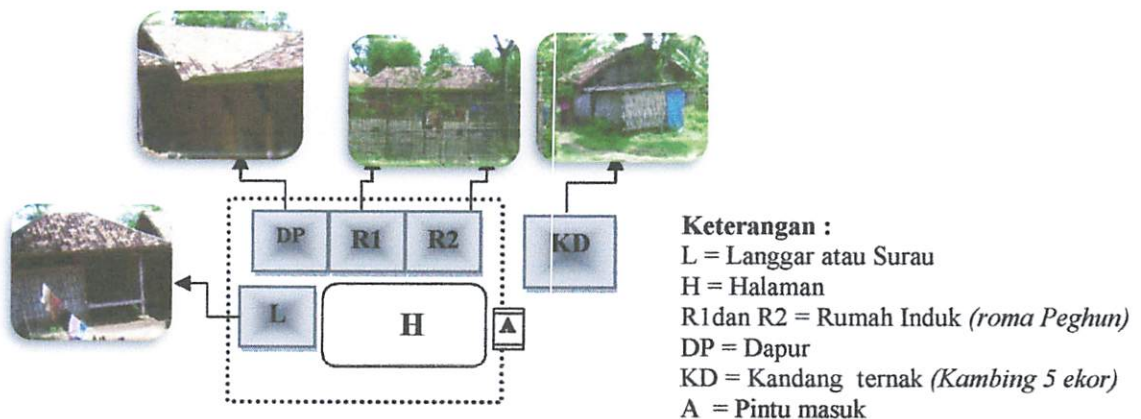 DP
R1
R2
KD
L
H
A
Keterangan :
L = Langgar atau Surau
H = Halaman
R1dan R2 = Rumah Induk (roma Peghun)
DP = Dapur
KD = Kandang ternak (Kambing 5 ekor)
A = Pintu masuk